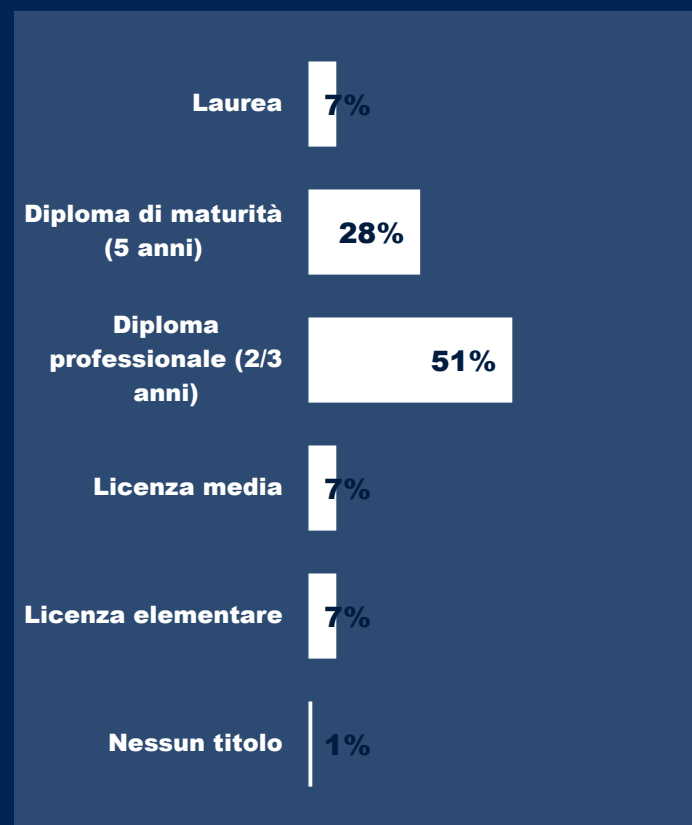 Laurea
7%
Diploma di maturità
(5 anni)
28%
Diploma
professionale (2/3
anni)
51%
Licenza media
7%
Licenza elementare
7%
Nessun titolo
1%